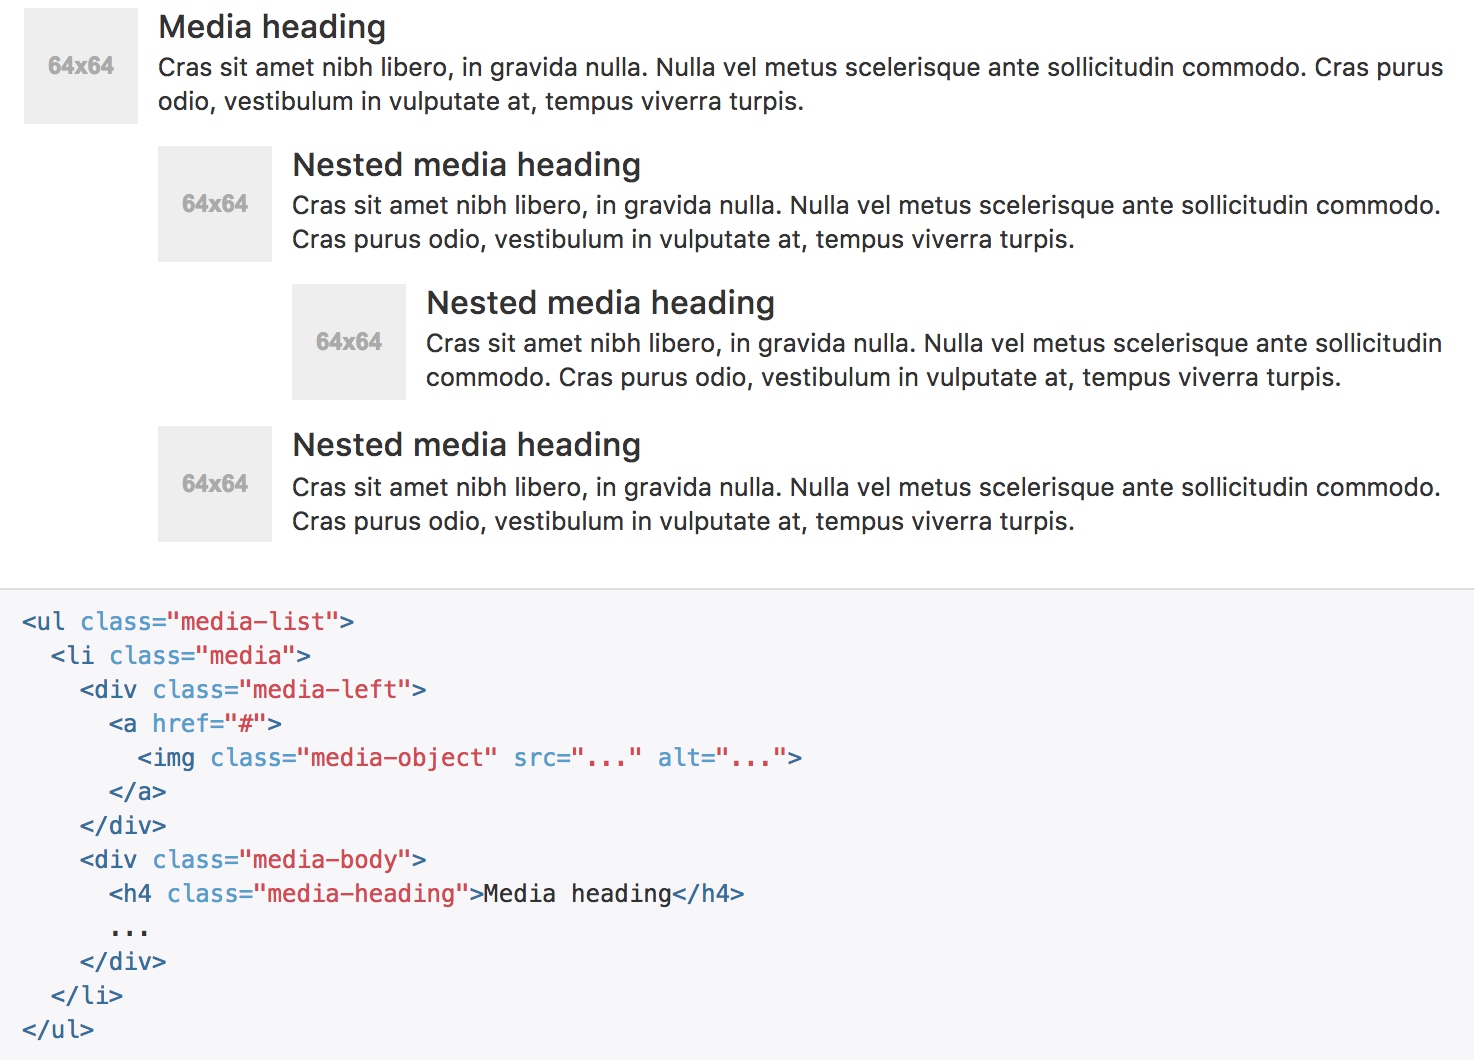 Media heading
64x64
Cras sit amet nibh libero, in gravida nulla. Nulla vel metus scelerisque ante sollicitudin commodo. Cras purus
odio, vestibulum in vulputate at, tempus viverra turpis.
Nested media heading
64x64
Cras sit amet nibh libero, in gravida nulla. Nulla vel metus scelerisque ante sollicitudin commodo.
Cras purus odio, vestibulum in vulputate at, tempus viverra turpis.
Nested media heading
64x64
Cras sit amet nibh libero, in gravida nulla. Nulla vel metus scelerisque ante sollicitudin
commodo. Cras purus odio, vestibulum in vulputate at, tempus viverra turpis.
Nested media heading
64x64
Cras sit amet nibh libero, in gravida nulla. Nulla vel metus scelerisque ante sollicitudin commodo.
Cras purus odio, vestibulum in vulputate at, tempus viverra turpis.
<ul class="media-list">
  <li class="media">
    <div class="media-left">
      <a href="#">
        <img class="media-object" src="..." alt="...">
      </a>
    </div>
    <div class="media-body">
      <h4 class="media-heading">Media heading</h4>
      ...
    </div>
  </li>
</ul>